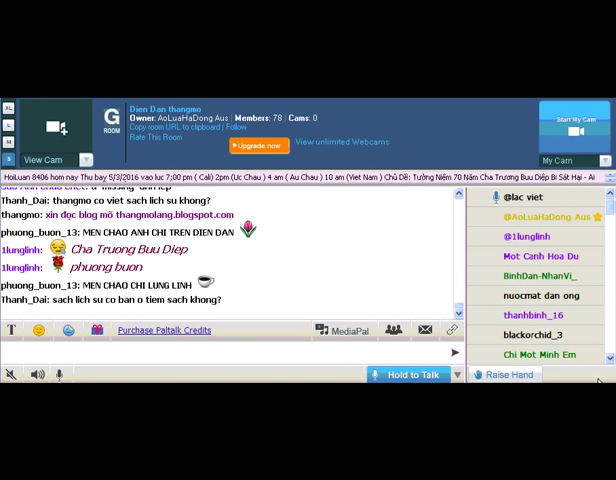 XL
L
M
S
View Cam
G
ROOM
Dien Dan thangmo
Owner: AoLuaHaDong Aus | Members: 78 | Cams: 0
Copy room URL to clipboard | Follow
Rate This Room
Upgrade now
View unlimited Webcams
Start My Cam
My Cam
HoiLuan 8406 hom nay Thu bay 5/3/2016 vao luc 7;00 pm ( Cali) 2pm (Uc Chau ) 4 am ( Au Chau ) 10 am (Viet Nam ) Chủ Đề: Tưởng Niệm 70 Năm Cha Trương Bưu Diệp Bị Sát Hại - Ai
Thanh_Dai: thangmo co viet sach lich su khong?
thangmo: xin đọc blog mõ thangmolang.blogspot.com
phuong_buon_13: MEN CHAO ANH CHI TREN DIEN DAN
1lunglinh: Cha Truong Buu Diep
1lunglinh: phuong buon
phuong_buon_13: MEN CHAO CHI LUNG LINH
Thanh_Dai: sach lich su co ban o tiem sach khong?
T
Purchase Paltalk Credits
MediaPal
Hold to Talk
@lac viet
@AoLuaHaDong Aus
@1lunglinh
Mot Canh Hoa Du
BinhDan-NhanVi_
nuocmat dan ong
thanhbinh_16
blackorchid_3
Chi Mot Minh Em
Raise Hand